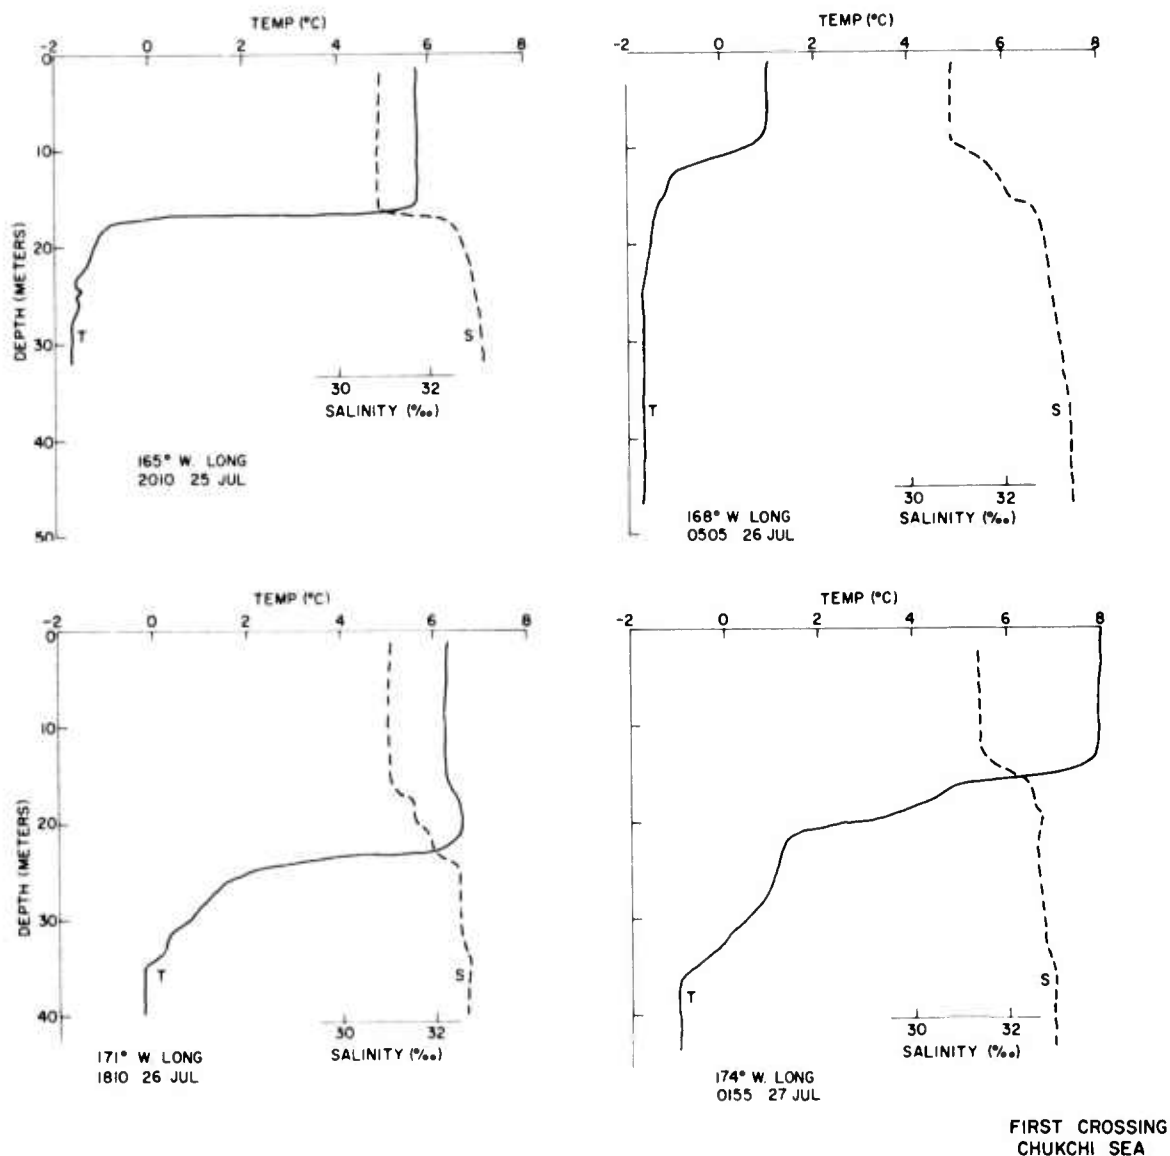 TEMP (°C)
-2 0 2 4 6 8
0
10
20
30
40
50
DEPTH (METERS)
T
S
30 32
SALINITY (‰)
165° W. LONG
2010 25 JUL
TEMP (°C)
-2 0 2 4 6 8
T
S
30 32
SALINITY (‰)
168° W LONG
0505 26 JUL
TEMP (°C)
-2 0 2 4 6 8
0
10
20
30
40
DEPTH (METERS)
T
S
30 32
SALINITY (‰)
171° W LONG
1810 26 JUL
TEMP (°C)
-2 0 2 4 6 8
T
S
30 32
SALINITY (‰)
174° W. LONG
0155 27 JUL
FIRST CROSSING
CHUKCHI SEA